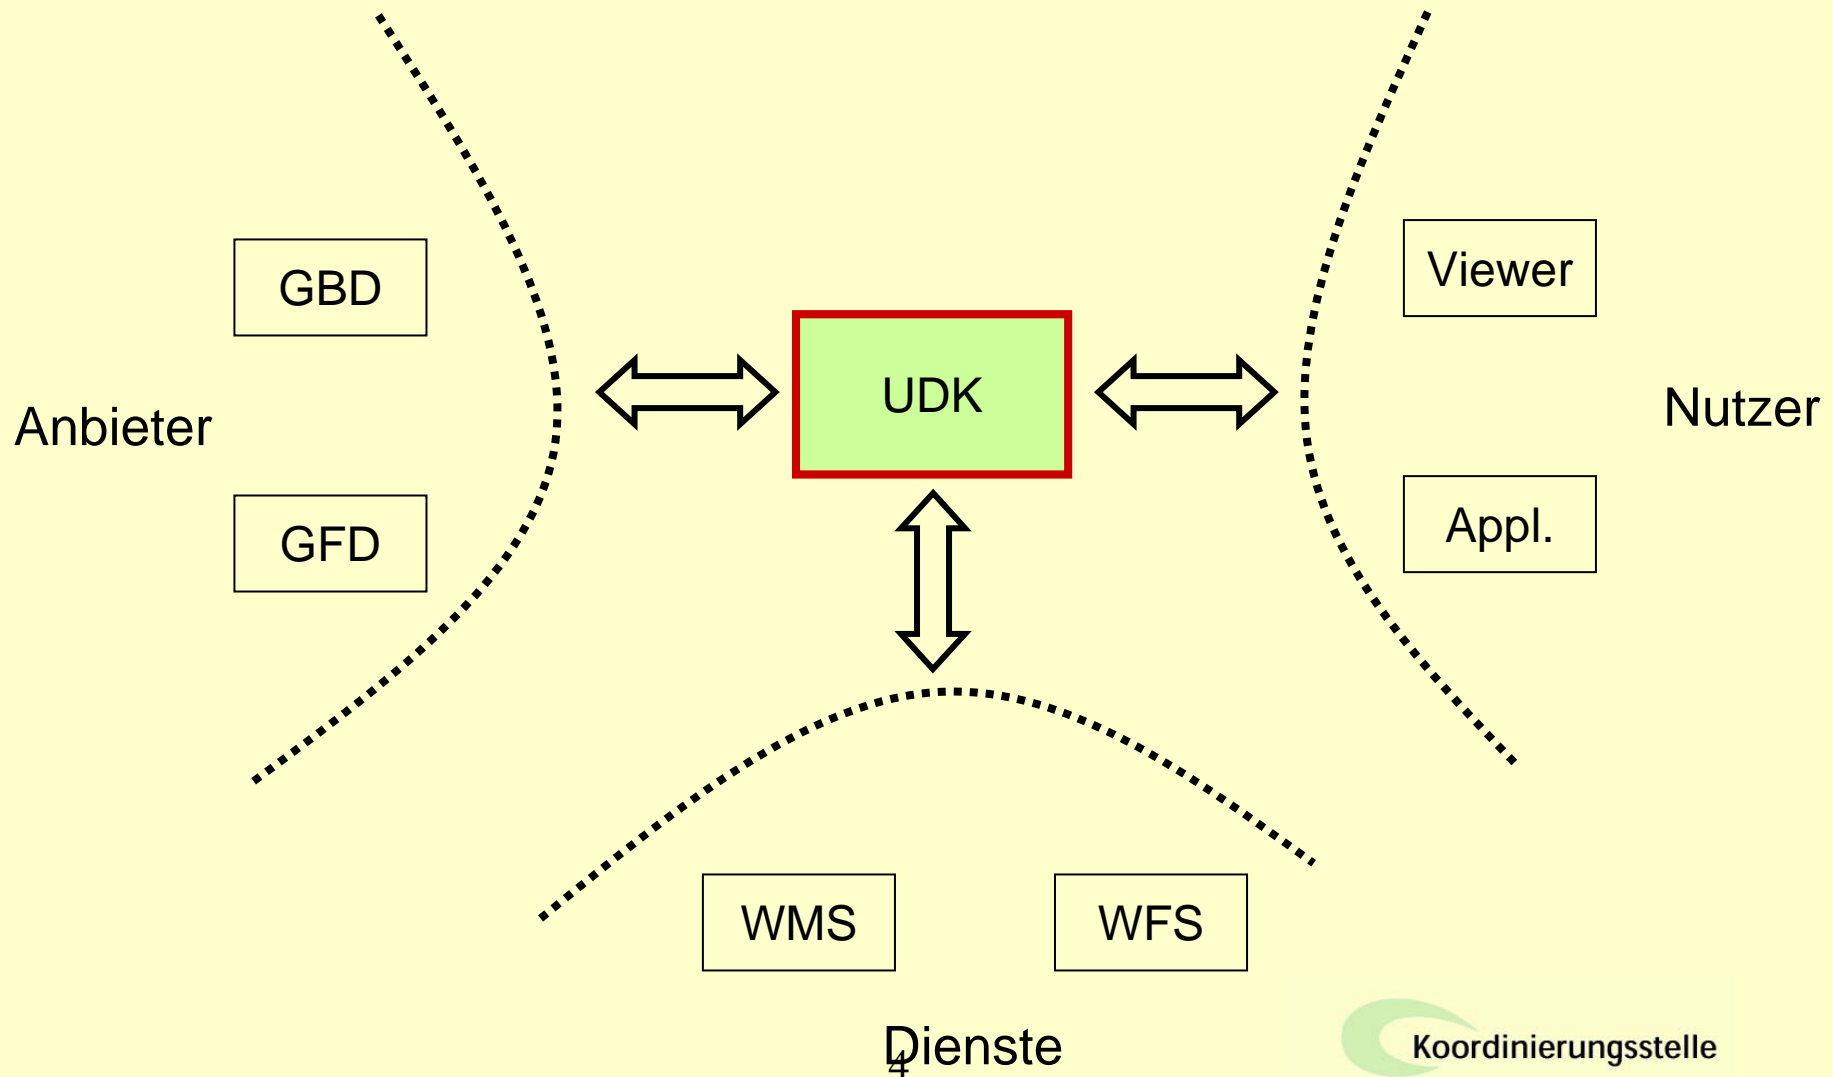 GBD
Viewer
UDK
Anbieter
Nutzer
GFD
Appl.
WMS
WFS
Dienste
4
Koordinierungsstelle